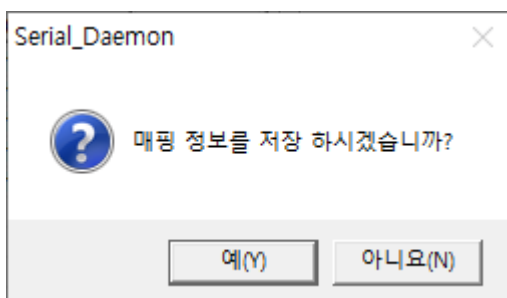 Serial_Daemon
매핑 정보를 저장 하시겠습니까?
예(Y) 아니요(N)